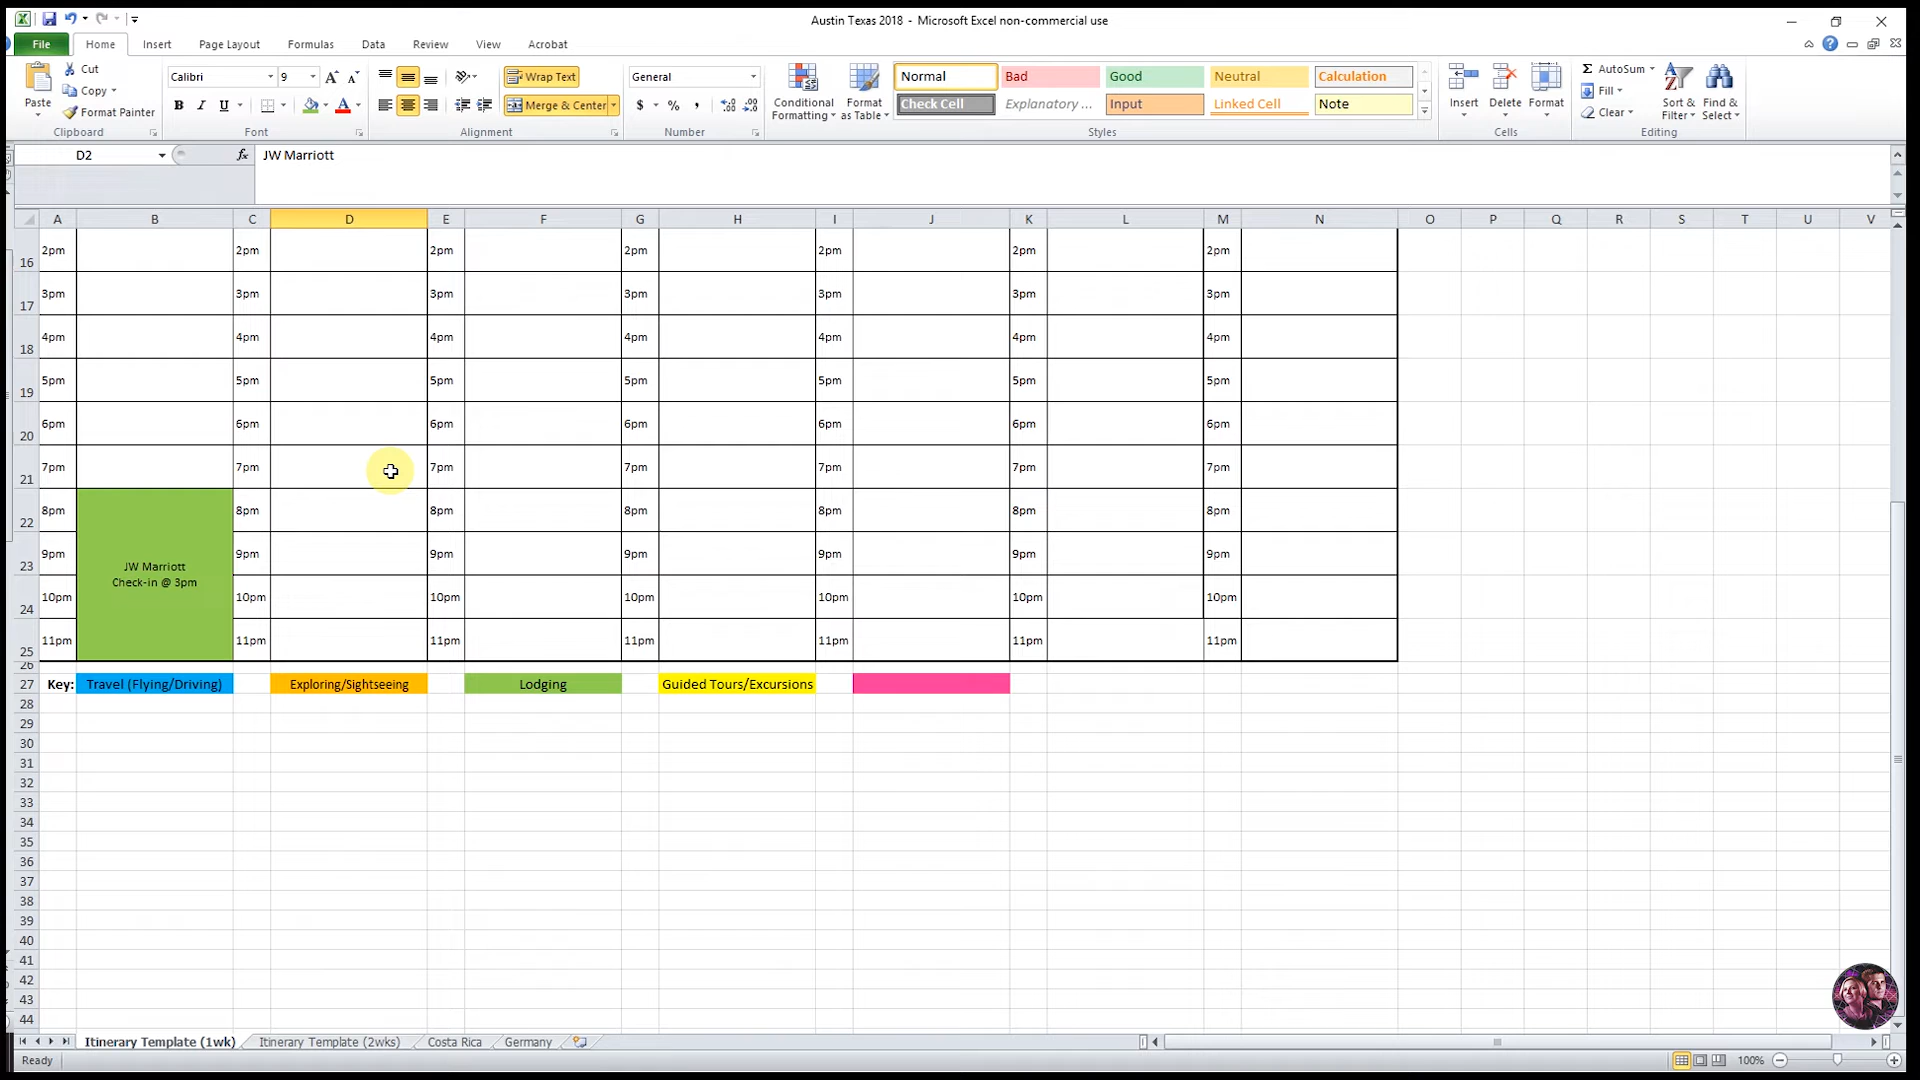 Austin Texas 2018 - Microsoft Excel non-commercial use
File Home Insert Page Layout Formulas Data Review View Acrobat
Paste Cut Copy Format Painter Clipboard
Calibri 9 B I U Font
Wrap Text Merge & Center Alignment
General $ % , Number
Conditional Formatting Format as Table Normal Bad Good Neutral Calculation
Check Cell Explanatory ... Input Linked Cell Note Styles
Insert Delete Format Cells
AutoSum Fill Clear Sort & Filter Find & Select Editing
D2 fx JW Marriott
A B C D E F G H I J K L M N O P Q R S T U V
16 2pm 2pm 2pm 2pm 2pm 2pm 2pm
17 3pm 3pm 3pm 3pm 3pm 3pm 3pm
18 4pm 4pm 4pm 4pm 4pm 4pm 4pm
19 5pm 5pm 5pm 5pm 5pm 5pm 5pm
20 6pm 6pm 6pm 6pm 6pm 6pm 6pm
21 7pm 7pm 7pm 7pm 7pm 7pm 7pm
22 8pm 8pm 8pm 8pm 8pm 8pm 8pm
23 9pm 9pm 9pm 9pm 9pm 9pm 9pm
JW Marriott
Check-in @ 3pm
24 10pm 10pm 10pm 10pm 10pm 10pm 10pm
25 11pm 11pm 11pm 11pm 11pm 11pm 11pm
26
27 Key: Travel (Flying/Driving) Exploring/Sightseeing Lodging Guided Tours/Excursions
28
29
30
31
32
33
34
35
36
37
38
39
40
41
42
43
44
Itinerary Template (1wk) Itinerary Template (2wks) Costa Rica Germany
Ready 100%